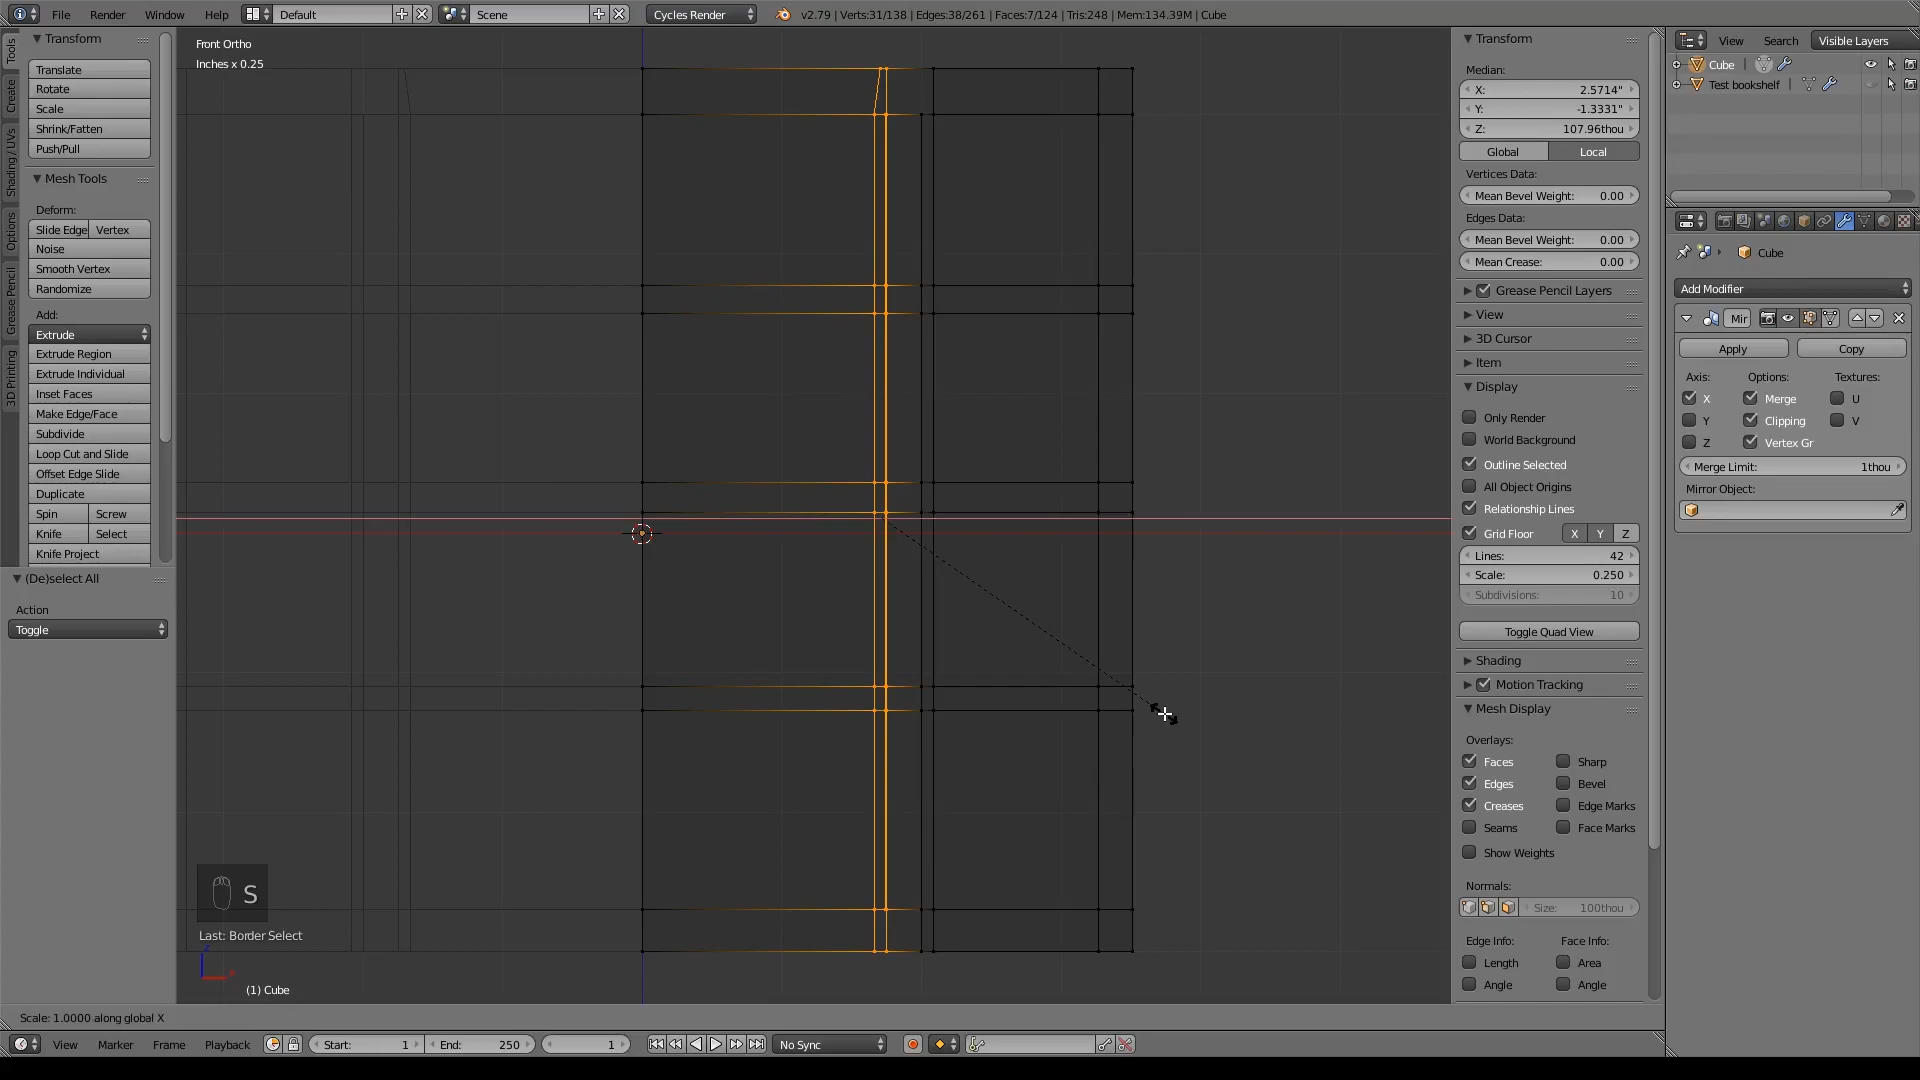 File Render Window Help Default Scene Cycles Render v2.79 | Verts:31/138 | Edges:38/261 | Faces:7/124 | Tris:248 | Mem:134.39M | Cube
Tools
Create
Shading / UVs
Options
Grease Pencil
3D Printing
Transform
Translate
Rotate
Scale
Shrink/Fatten
Push/Pull
Mesh Tools
Deform:
Slide Edge Vertex
Noise
Smooth Vertex
Randomize
Add:
Extrude
Extrude Region
Extrude Individual
Inset Faces
Make Edge/Face
Subdivide
Loop Cut and Slide
Offset Edge Slide
Duplicate
Spin Screw
Knife Select
Knife Project
(De)select All
Action
Toggle
Front Ortho
Inches x 0.25
S
Last: Border Select
(1) Cube
Scale: 1.0000 along global X
View Marker Frame Playback Start: 1 End: 250 1 No Sync
Transform
Median:
X: 2.5714"
Y: -1.3331"
Z: 107.96thou
Global Local
Vertices Data:
Mean Bevel Weight: 0.00
Edges Data:
Mean Bevel Weight: 0.00
Mean Crease: 0.00
Grease Pencil Layers
View
3D Cursor
Item
Display
Only Render
World Background
Outline Selected
All Object Origins
Relationship Lines
Grid Floor X Y Z
Lines: 42
Scale: 0.250
Subdivisions: 10
Toggle Quad View
Shading
Motion Tracking
Mesh Display
Overlays:
Faces Sharp
Edges Bevel
Creases Edge Marks
Seams Face Marks
Show Weights
Normals:
Size: 100thou
Edge Info: Face Info:
Length Area
Angle Angle
View Search Visible Layers
Cube
Test bookshelf
Cube
Add Modifier
Mir
Apply Copy
Axis: Options: Textures:
X Merge U
Y Clipping V
Z Vertex Gr
Merge Limit: 1thou
Mirror Object: